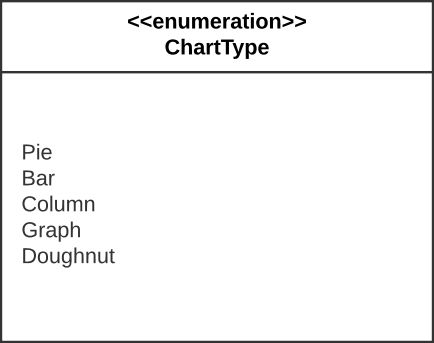 <<enumeration>>
ChartType
Pie
Bar
Column
Graph
Doughnut